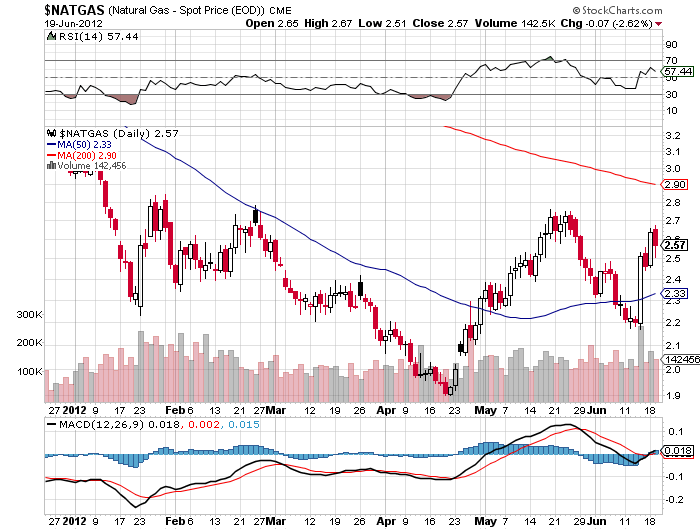 $NATGAS (Natural Gas - Spot Price (EOD)) CME
© StockCharts.com
19-Jun-2012
Open 2.65 High 2.67 Low 2.51 Close 2.57 Volume 142.5K Chg -0.07 (-2.62%)
RSI(14) 57.44
90
70
57.44
50
30
10
$NATGAS (Daily) 2.57
MA(50) 2.33
MA(200) 2.90
Volume 142,456
3.2
3.1
3.0
2.90
2.8
2.7
2.6
2.57
2.5
2.4
2.33
2.3
2.2
2.1
2.0
1.9
300K
200K
100K
142456
27 2012 9 17 23 Feb 6 13 21 27 Mar 12 19 26 Apr 9 16 23 May 7 14 21 29 Jun 11 18
MACD(12,26,9) 0.018, 0.002, 0.015
0.1
0.018
-0.1
-0.2
27 2012 9 17 23 Feb 6 13 21 27 Mar 12 19 26 Apr 9 16 23 May 7 14 21 29 Jun 11 18